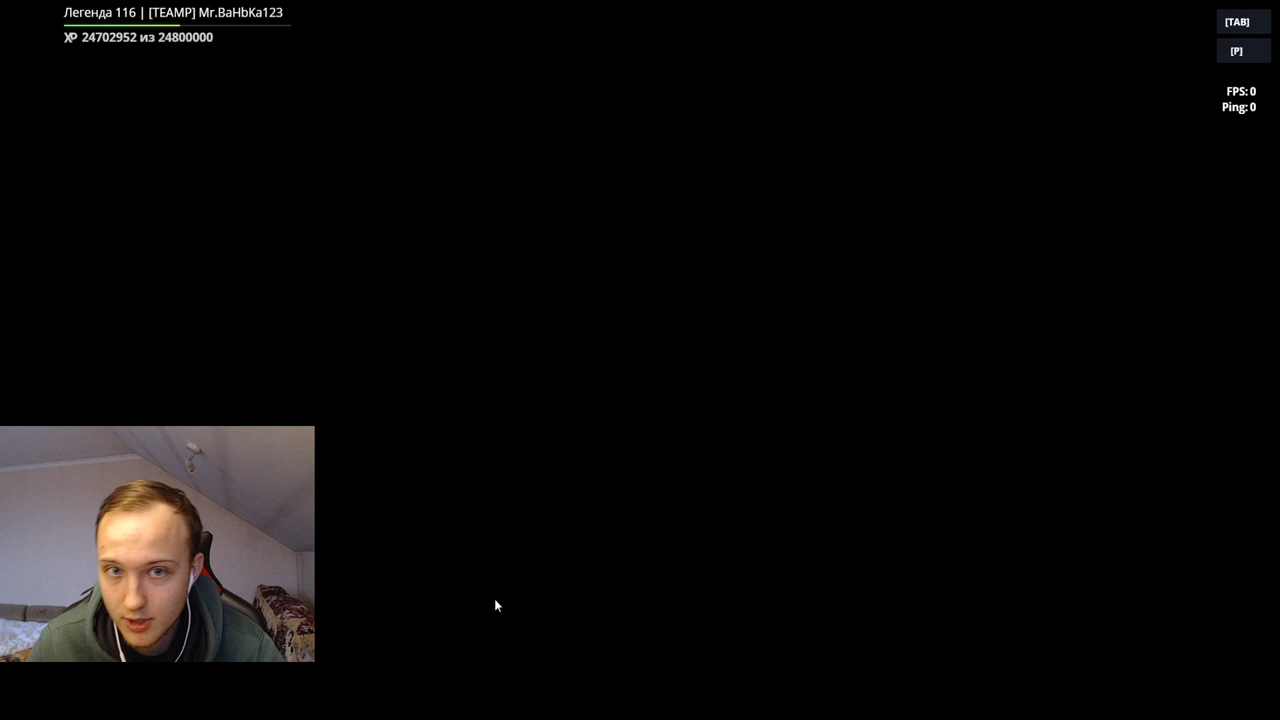 Легенда 116 | [TEAMP] Mr.BaHbKa123
XP 24702952 из 24800000
[TAB]
[P]
FPS: 0
Ping: 0